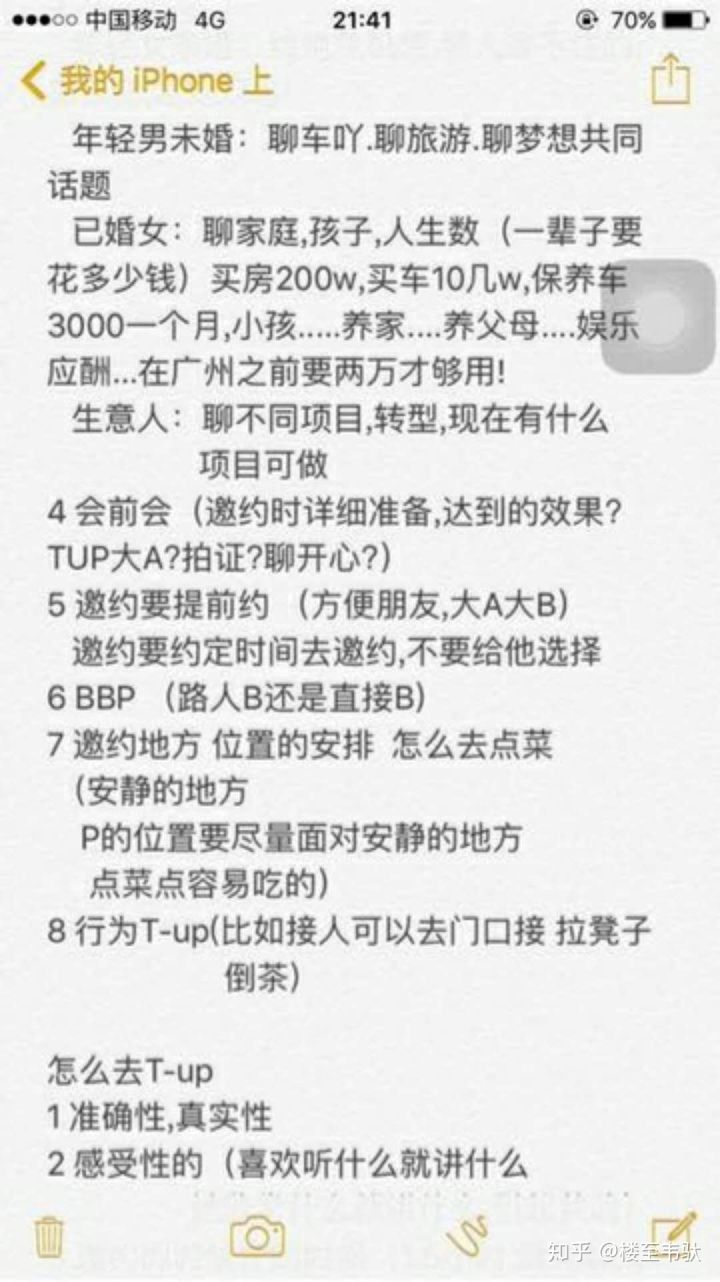 中国移动 4G 21:41 70%
我的 iPhone 上
年轻男未婚：聊车吖.聊旅游.聊梦想共同
话题
已婚女：聊家庭,孩子,人生数（一辈子要
花多少钱）买房200w,买车10几w,保养车
3000一个月,小孩.....养家....养父母....娱乐
应酬...在广州之前要两万才够用!
生意人：聊不同项目,转型,现在有什么
项目可做
4 会前会（邀约时详细准备,达到的效果?
TUP大A?拍证?聊开心?）
5 邀约要提前约 （方便朋友,大A大B）
邀约要约定时间去邀约,不要给他选择
6 BBP （路人B还是直接B）
7 邀约地方 位置的安排 怎么去点菜
（安静的地方
P的位置要尽量面对安静的地方
点菜点容易吃的）
8 行为T-up(比如接人可以去门口接 拉凳子
倒茶）
怎么去T-up
1 准确性,真实性
2 感受性的（喜欢听什么就讲什么
知乎 @楼至韦驮